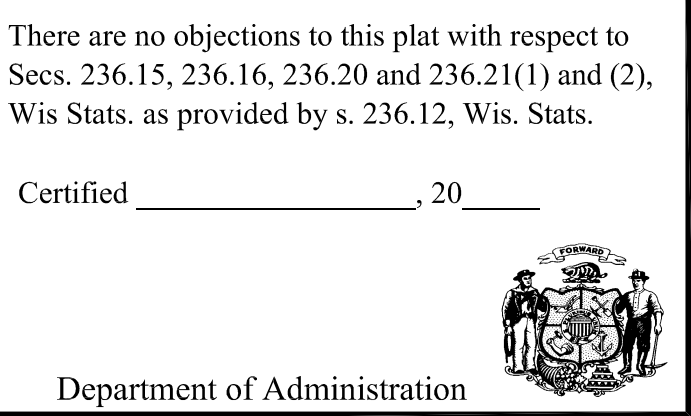 There are no objections to this plat with respect to
Secs. 236.15, 236.16, 236.20 and 236.21(1) and (2),
Wis Stats. as provided by s. 236.12, Wis. Stats.
Certified ____________________, 20_____
FORWARD
Department of Administration